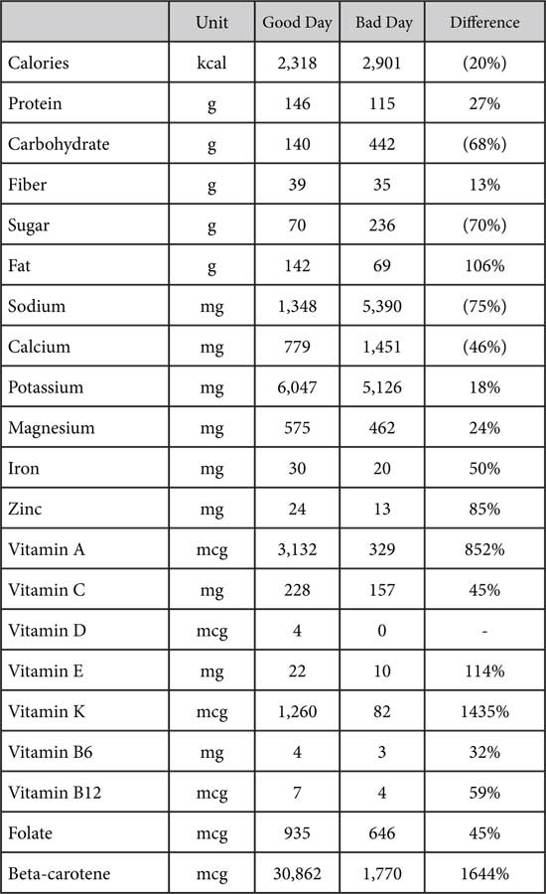 Unit Good Day Bad Day Difference
Calories kcal 2,318 2,901 (20%)
Protein g 146 115 27%
Carbohydrate g 140 442 (68%)
Fiber g 39 35 13%
Sugar g 70 236 (70%)
Fat g 142 69 106%
Sodium mg 1,348 5,390 (75%)
Calcium mg 779 1,451 (46%)
Potassium mg 6,047 5,126 18%
Magnesium mg 575 462 24%
Iron mg 30 20 50%
Zinc mg 24 13 85%
Vitamin A mcg 3,132 329 852%
Vitamin C mg 228 157 45%
Vitamin D mcg 4 0 -
Vitamin E mg 22 10 114%
Vitamin K mcg 1,260 82 1435%
Vitamin B6 mg 4 3 32%
Vitamin B12 mcg 7 4 59%
Folate mcg 935 646 45%
Beta-carotene mcg 30,862 1,770 1644%